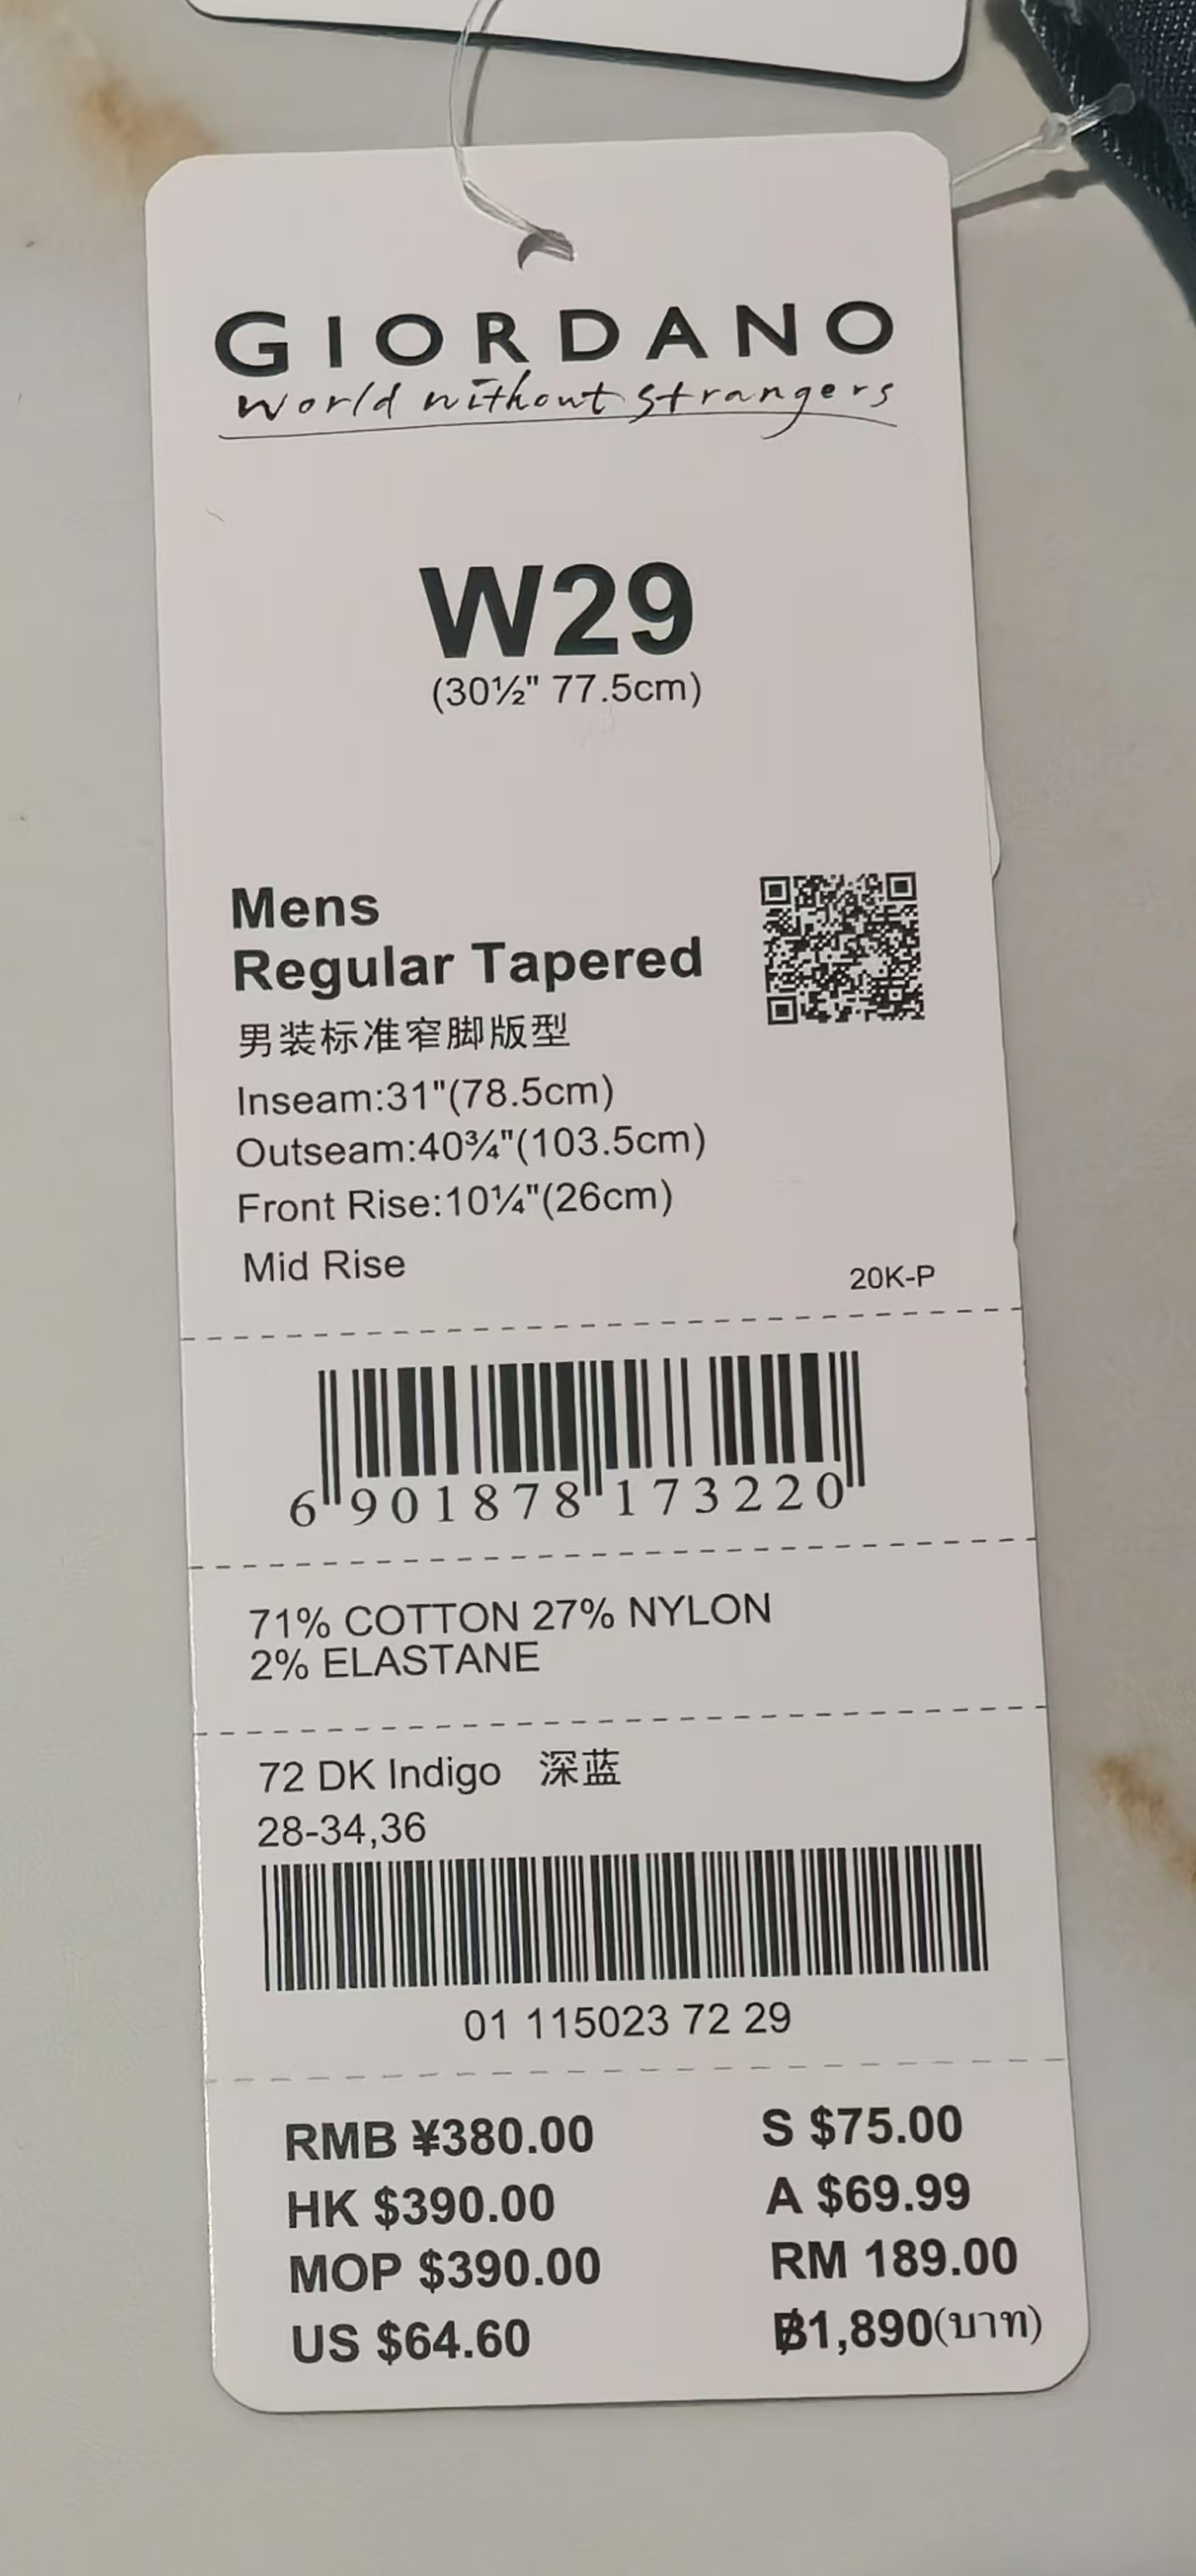 GIORDANO
World without strangers
W29
(30½" 77.5cm)
Mens
Regular Tapered
男装标准窄脚版型
Inseam:31"(78.5cm)
Outseam:40¾"(103.5cm)
Front Rise:10¼"(26cm)
Mid Rise
20K-P
6 901878 173220
71% COTTON 27% NYLON
2% ELASTANE
72 DK Indigo 深蓝
28-34,36
01 115023 72 29
RMB ¥380.00 S $75.00
HK $390.00 A $69.99
MOP $390.00 RM 189.00
US $64.60 ฿1,890(บาท)